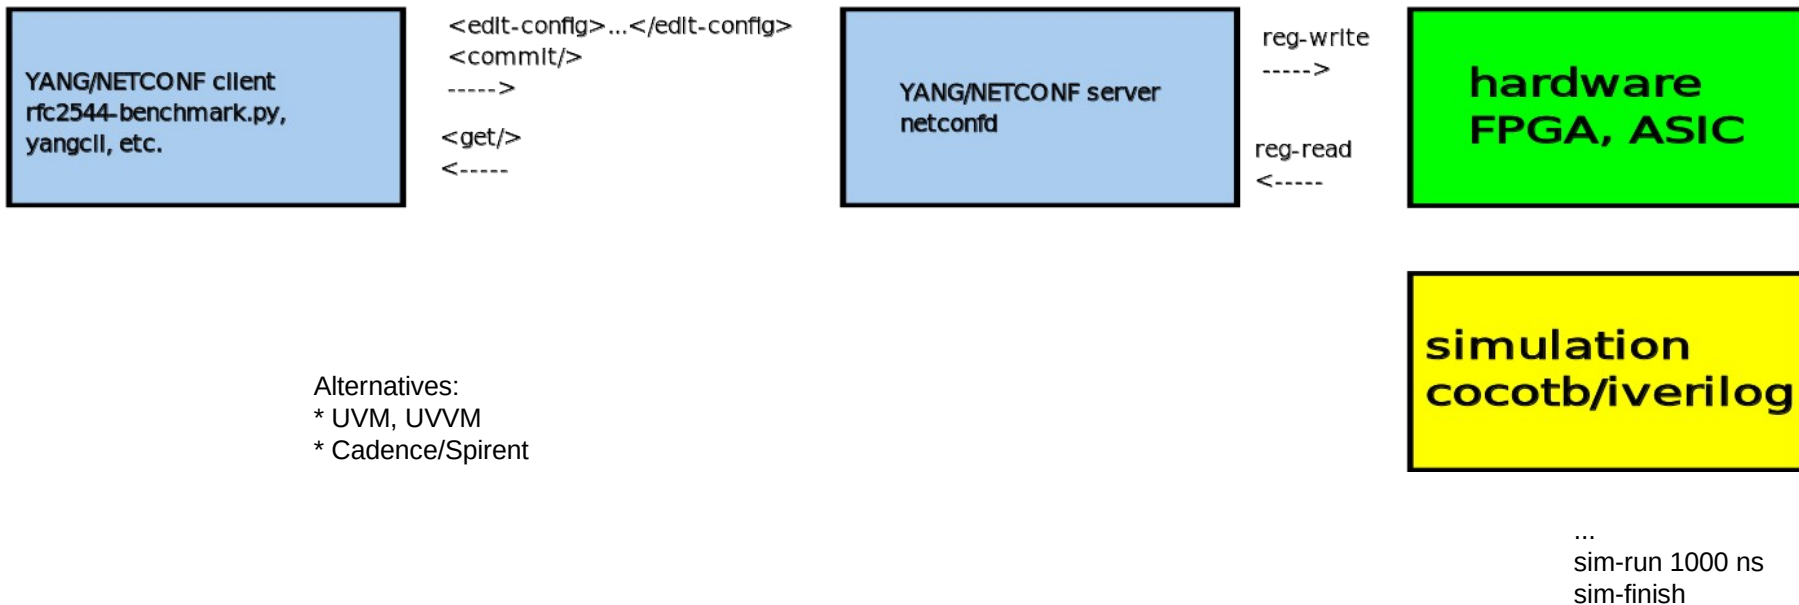 YANG/NETCONF client
rfc2544-benchmark.py,
yangcli, etc.
<edit-config>...</edit-config>
<commit/>
----->
<get/>
<-----
YANG/NETCONF server
netconfd
reg-write
----->
reg-read
<-----
hardware
FPGA, ASIC
simulation
cocotb/iverilog
Alternatives:
* UVM, UVVM
* Cadence/Spirent
...
sim-run 1000 ns
sim-finish